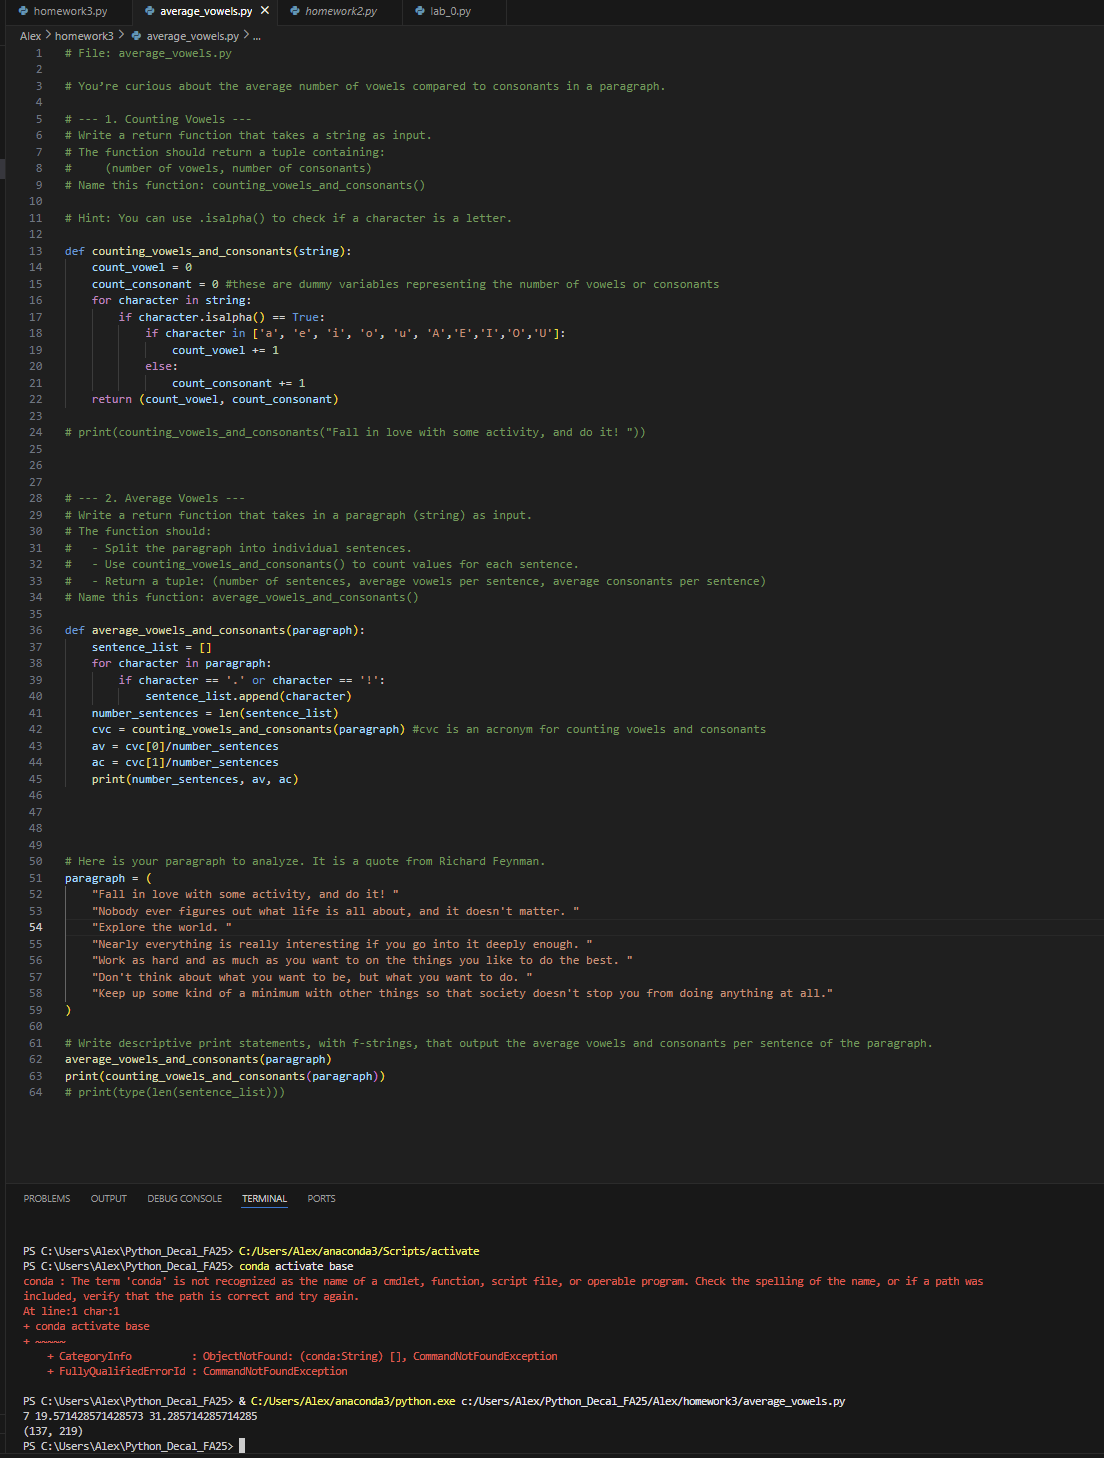 homework3.py
average_vowels.py
homework2.py
lab_0.py
Alex > homework3 > average_vowels.py > ...
1 # File: average_vowels.py
2
3 # You’re curious about the average number of vowels compared to consonants in a paragraph.
4
5 # --- 1. Counting Vowels ---
6 # Write a return function that takes a string as input.
7 # The function should return a tuple containing:
8 #     (number of vowels, number of consonants)
9 # Name this function: counting_vowels_and_consonants()
10
11 # Hint: You can use .isalpha() to check if a character is a letter.
12
13 def counting_vowels_and_consonants(string):
14     count_vowel = 0
15     count_consonant = 0 #these are dummy variables representing the number of vowels or consonants
16     for character in string:
17         if character.isalpha() == True:
18             if character in ['a', 'e', 'i', 'o', 'u', 'A','E','I','O','U']:
19                 count_vowel += 1
20             else:
21                 count_consonant += 1
22     return (count_vowel, count_consonant)
23
24 # print(counting_vowels_and_consonants("Fall in love with some activity, and do it! "))
25
26
27
28 # --- 2. Average Vowels ---
29 # Write a return function that takes in a paragraph (string) as input.
30 # The function should:
31 #   - Split the paragraph into individual sentences.
32 #   - Use counting_vowels_and_consonants() to count values for each sentence.
33 #   - Return a tuple: (number of sentences, average vowels per sentence, average consonants per sentence)
34 # Name this function: average_vowels_and_consonants()
35
36 def average_vowels_and_consonants(paragraph):
37     sentence_list = []
38     for character in paragraph:
39         if character == '.' or character == '!':
40             sentence_list.append(character)
41     number_sentences = len(sentence_list)
42     cvc = counting_vowels_and_consonants(paragraph) #cvc is an acronym for counting vowels and consonants
43     av = cvc[0]/number_sentences
44     ac = cvc[1]/number_sentences
45     print(number_sentences, av, ac)
46
47
48
49
50 # Here is your paragraph to analyze. It is a quote from Richard Feynman.
51 paragraph = (
52     "Fall in love with some activity, and do it! "
53     "Nobody ever figures out what life is all about, and it doesn't matter. "
54     "Explore the world. "
55     "Nearly everything is really interesting if you go into it deeply enough. "
56     "Work as hard and as much as you want to on the things you like to do the best. "
57     "Don't think about what you want to be, but what you want to do. "
58     "Keep up some kind of a minimum with other things so that society doesn't stop you from doing anything at all."
59 )
60
61 # Write descriptive print statements, with f-strings, that output the average vowels and consonants per sentence of the paragraph.
62 average_vowels_and_consonants(paragraph)
63 print(counting_vowels_and_consonants(paragraph))
64 # print(type(len(sentence_list)))
PROBLEMS OUTPUT DEBUG CONSOLE TERMINAL PORTS
PS C:\Users\Alex\Python_Decal_FA25> C:/Users/Alex/anaconda3/Scripts/activate
PS C:\Users\Alex\Python_Decal_FA25> conda activate base
conda : The term 'conda' is not recognized as the name of a cmdlet, function, script file, or operable program. Check the spelling of the name, or if a path was
included, verify that the path is correct and try again.
At line:1 char:1
+ conda activate base
+ ~~~~~
    + CategoryInfo          : ObjectNotFound: (conda:String) [], CommandNotFoundException
    + FullyQualifiedErrorId : CommandNotFoundException
PS C:\Users\Alex\Python_Decal_FA25> & C:/Users/Alex/anaconda3/python.exe c:/Users/Alex/Python_Decal_FA25/Alex/homework3/average_vowels.py
7 19.571428571428573 31.285714285714285
(137, 219)
PS C:\Users\Alex\Python_Decal_FA25>